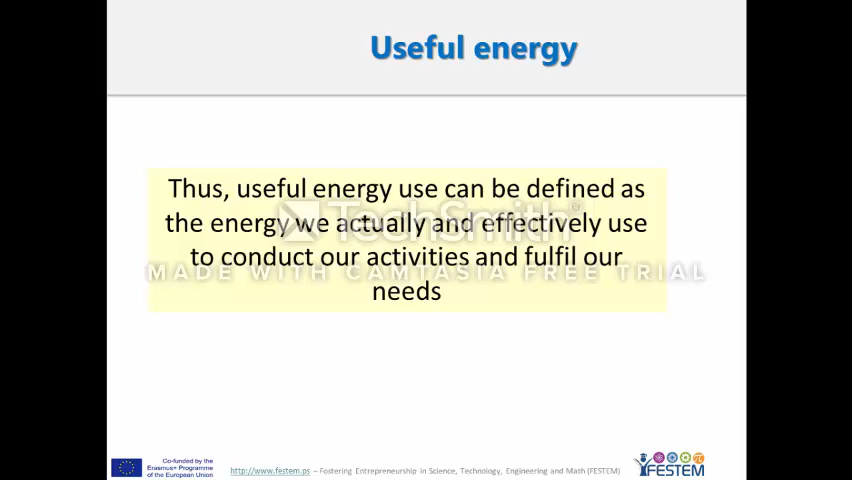 Useful energy
Thus, useful energy use can be defined as
the energy we actually and effectively use
to conduct our activities and fulfil our
needs
TechSmith®
MADE WITH CAMTASIA FREE TRIAL
Co-funded by the
Erasmus+ Programme
of the European Union
http://www.festem.ps – Fostering Entrepreneurship in Science, Technology, Engineering and Math (FESTEM)
FESTEM